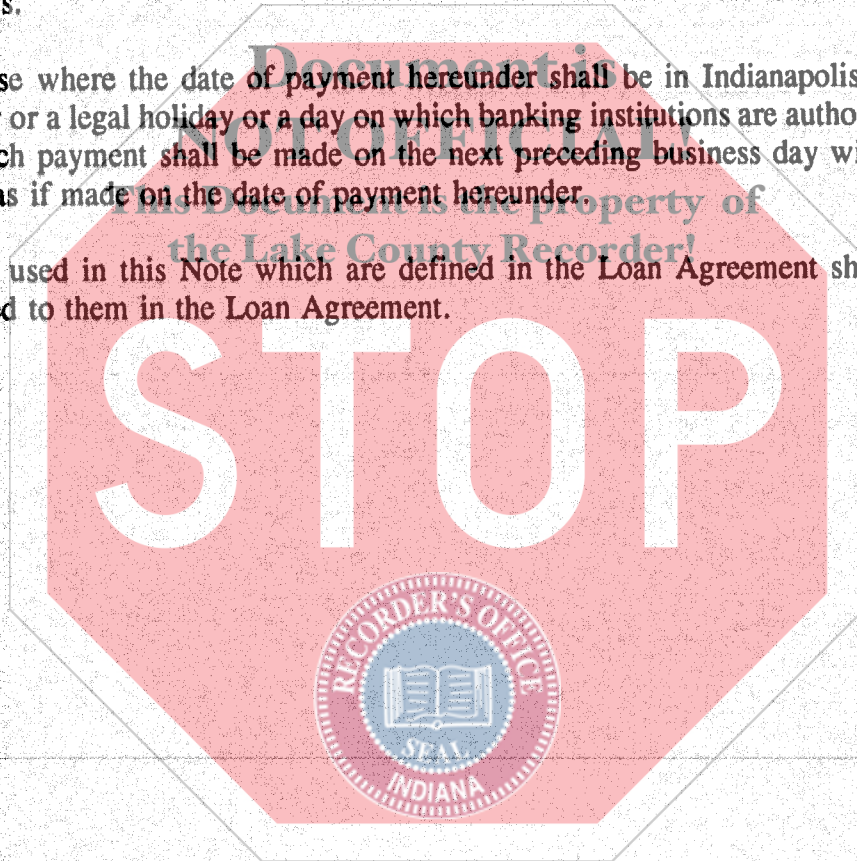 s.
Document is
se where the date of payment hereunder shall be in Indianapolis
or a legal holiday or a day on which banking institutions are autho
NOT OFFICIAL!
ch payment shall be made on the next preceding business day wi
as if made on the date of payment hereunder.
This Document is the property of
the Lake County Recorder!
used in this Note which are defined in the Loan Agreement sh
d to them in the Loan Agreement.
STOP
RECORDER'S OFFICE
SEAL
INDIANA